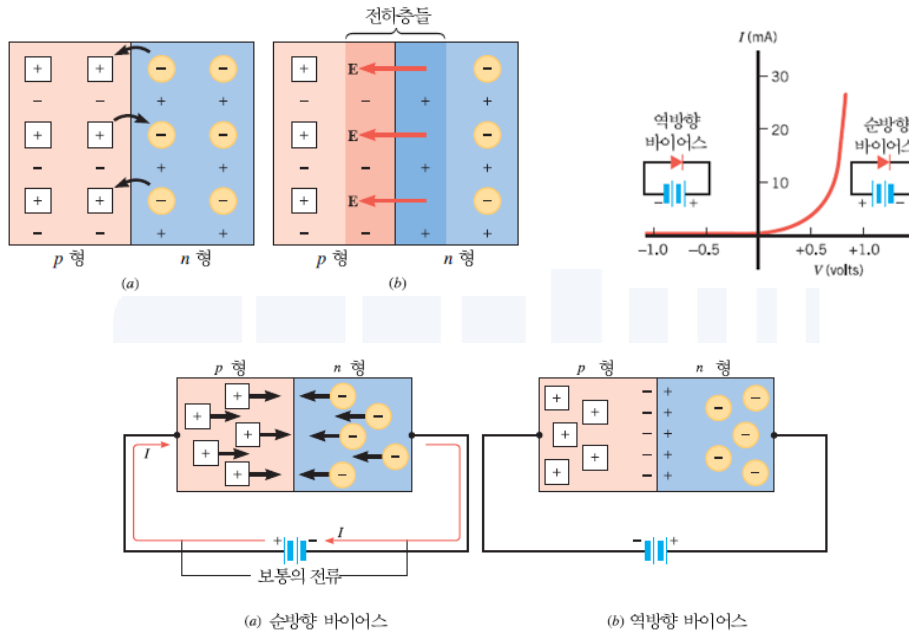 전하층들
+ + − −
− − + +
+ + − −
− − + +
+ + − −
− − + +
p 형 n 형
(a)
+ E −
− − + +
+ E −
− − + +
+ E −
− − + +
p 형 n 형
(b)
I (mA)
30
20
10
역방향
바이어스
− +
순방향
바이어스
+ −
-1.0 -0.5 +0.5 +1.0
V (volts)
p 형 n 형
+ −
+ −
+ −
+ −
+ −
I
+ − I
보통의 전류
(a) 순방향 바이어스
p 형 n 형
+ − + −
+ − + −
+ − + −
+ − + −
+ − + −
− +
(b) 역방향 바이어스